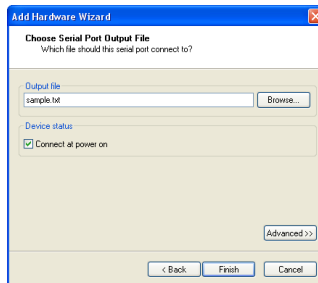 Add Hardware Wizard
Choose Serial Port Output File
Which file should this serial port connect to?
Output file
sample.txt
Browse...
Device status
Connect at power on
Advanced >>
< Back
Finish
Cancel